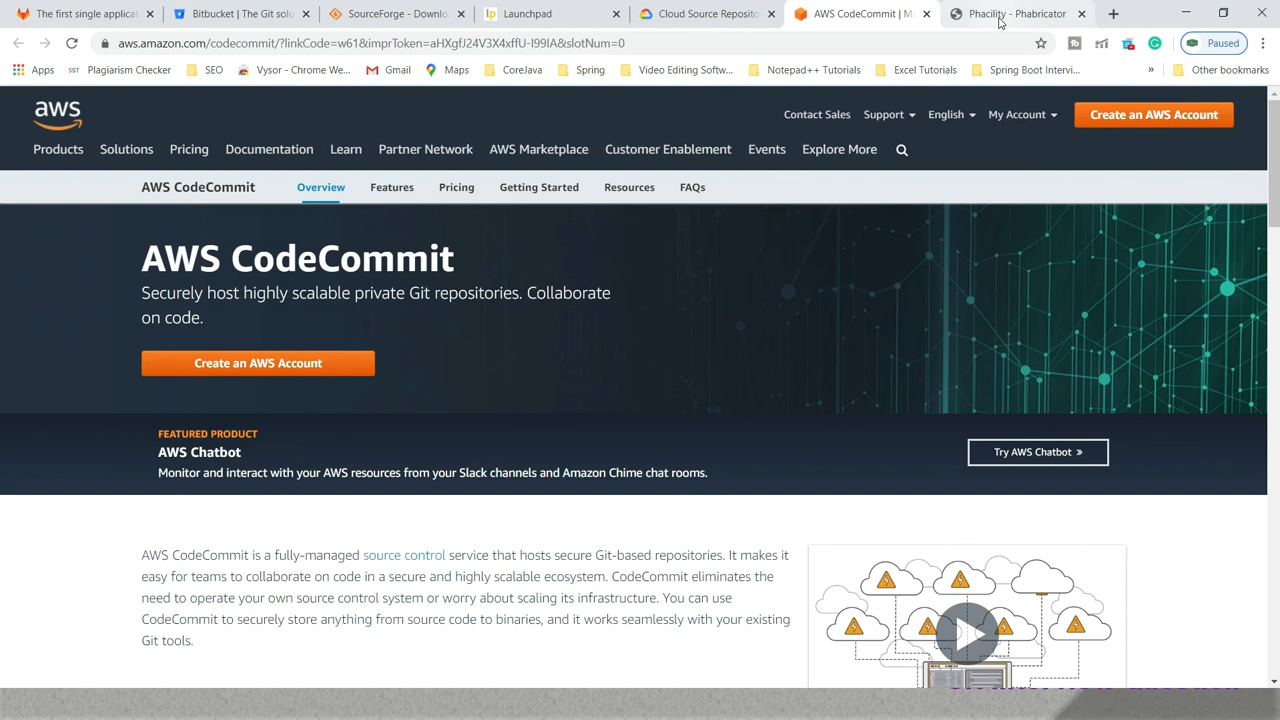 The first single applicat
Bitbucket | The Git solu
SourceForge - Downlo
Launchpad
Cloud Source Reposito
AWS CodeCommit | M
Phacility - Phabricator
aws.amazon.com/codecommit/?linkCode=w61&imprToken=aHXgfJ24V3X4xffU-I99IA&slotNum=0
Paused
Apps
Plagiarism Checker
SEO
Vysor - Chrome We...
Gmail
Maps
CoreJava
Spring
Video Editing Softw...
Notepad++ Tutorials
Excel Tutorials
Spring Boot Intervi...
»
Other bookmarks
aws
Contact Sales Support English My Account Create an AWS Account
Products Solutions Pricing Documentation Learn Partner Network AWS Marketplace Customer Enablement Events Explore More
AWS CodeCommit Overview Features Pricing Getting Started Resources FAQs
AWS CodeCommit
Securely host highly scalable private Git repositories. Collaborate
on code.
Create an AWS Account
FEATURED PRODUCT
AWS Chatbot
Monitor and interact with your AWS resources from your Slack channels and Amazon Chime chat rooms.
Try AWS Chatbot »
AWS CodeCommit is a fully-managed source control service that hosts secure Git-based repositories. It makes it
easy for teams to collaborate on code in a secure and highly scalable ecosystem. CodeCommit eliminates the
need to operate your own source control system or worry about scaling its infrastructure. You can use
CodeCommit to securely store anything from source code to binaries, and it works seamlessly with your existing
Git tools.